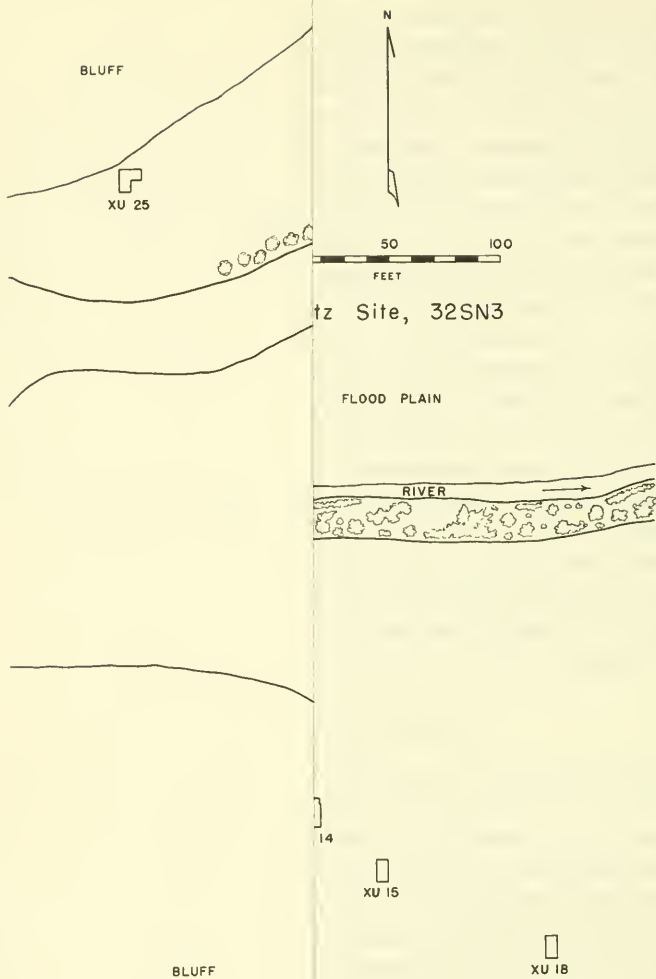 N
BLUFF
XU 25
50 100
FEET
tz Site, 32SN3
FLOOD PLAIN
RIVER
14
XU 15
XU 18
BLUFF